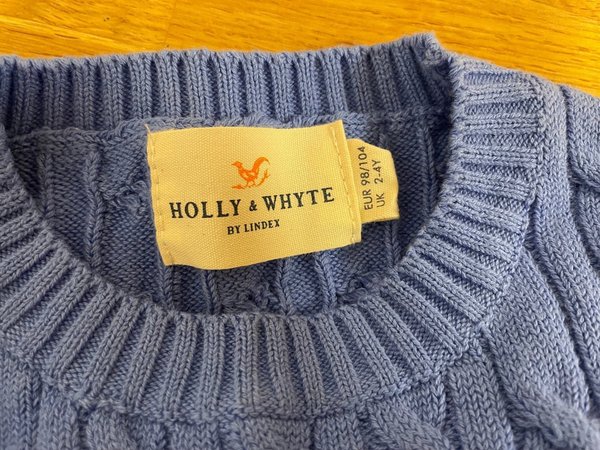 HOLLY & WHYTE
BY LINDEX
EUR 98/104
UK 2-4Y